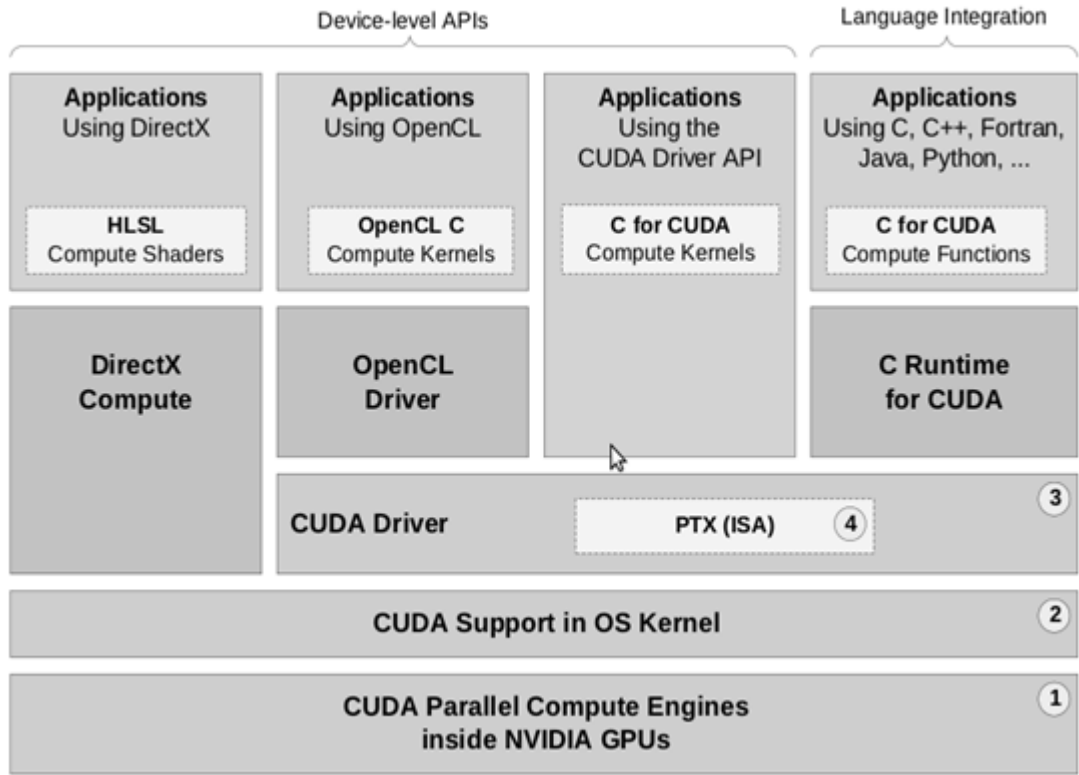 Device-level APIs
Language Integration
Applications
Using DirectX
HLSL
Compute Shaders
Applications
Using OpenCL
OpenCL C
Compute Kernels
Applications
Using the
CUDA Driver API
C for CUDA
Compute Kernels
Applications
Using C, C++, Fortran,
Java, Python, ...
C for CUDA
Compute Functions
DirectX
Compute
OpenCL
Driver
C Runtime
for CUDA
CUDA Driver
PTX (ISA)
4
3
CUDA Support in OS Kernel
2
CUDA Parallel Compute Engines
inside NVIDIA GPUs
1